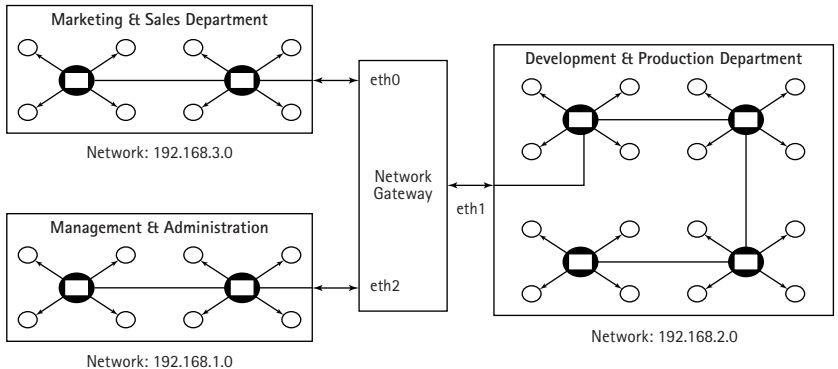 Marketing & Sales Department
Network: 192.168.3.0
Management & Administration
Network: 192.168.1.0
eth0
Network
Gateway
eth1
eth2
Development & Production Department
Network: 192.168.2.0